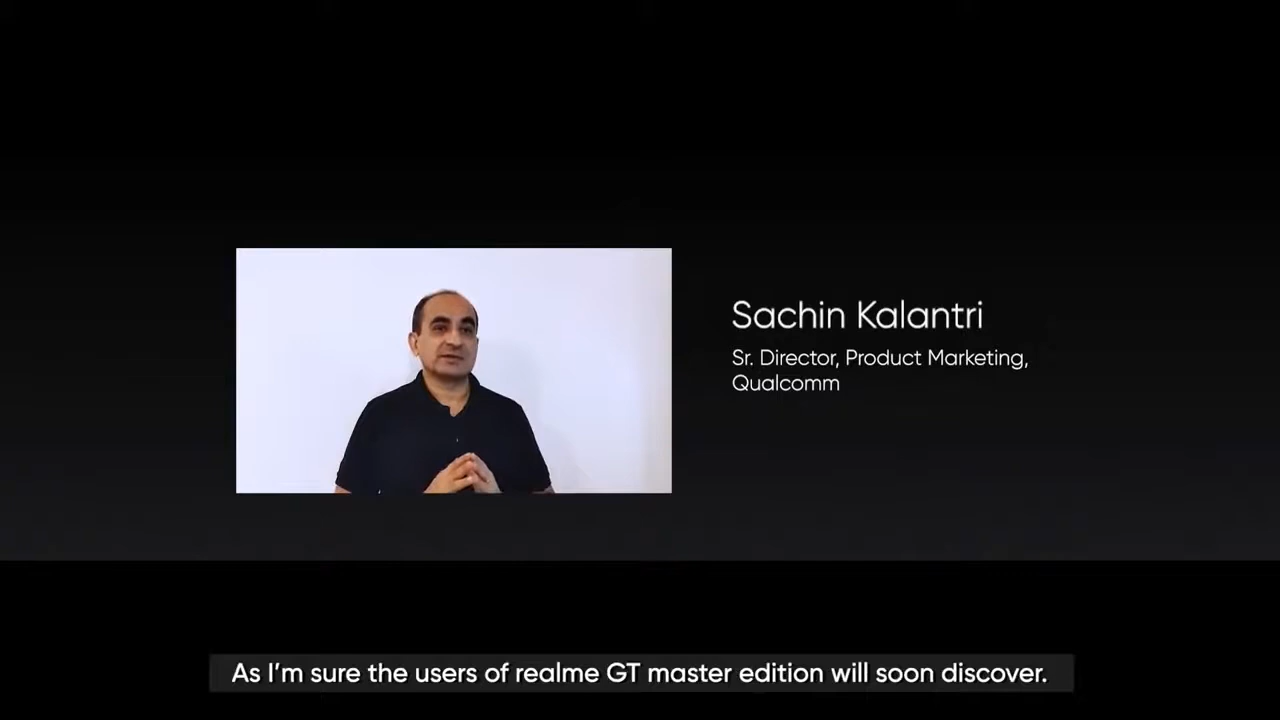 Sachin Kalantri
Sr. Director, Product Marketing,
Qualcomm
As I'm sure the users of realme GT master edition will soon discover.